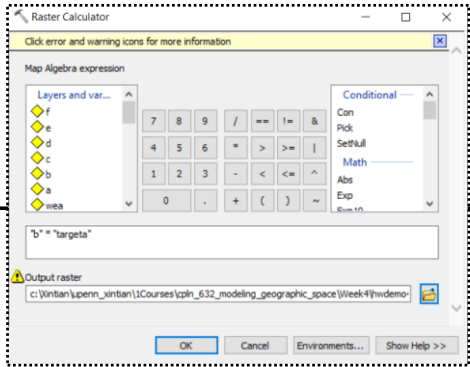 Raster Calculator
Click error and warning icons for more information
Map Algebra expression
Layers and var...
f
e
d
c
b
a
wea
7 8 9 / == != &
4 5 6 * > >= |
1 2 3 - < <= ^
0 . + ( ) ~
Conditional
Con
Pick
SetNull
Math
Abs
Exp
Exp10
"b" * "targeta"
Output raster
c:\Xintian\upenn_xintian\1Courses\cpln_632_modeling_geographic_space\Week4\hwdemo
OK Cancel Environments... Show Help >>